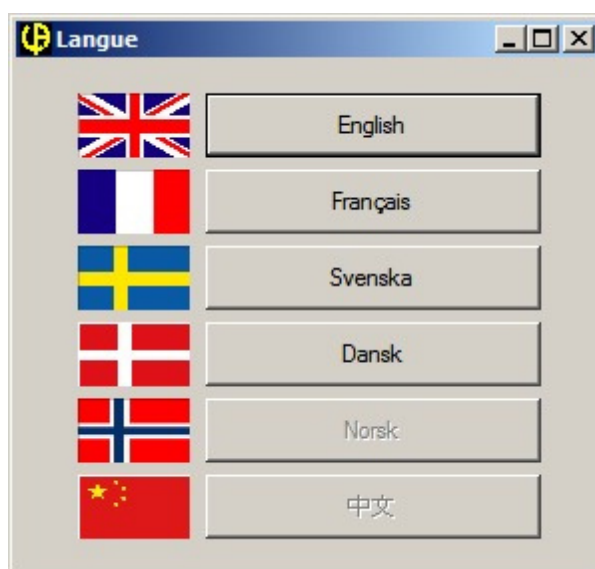 Langue
English
Français
Svenska
Dansk
Norsk
中文